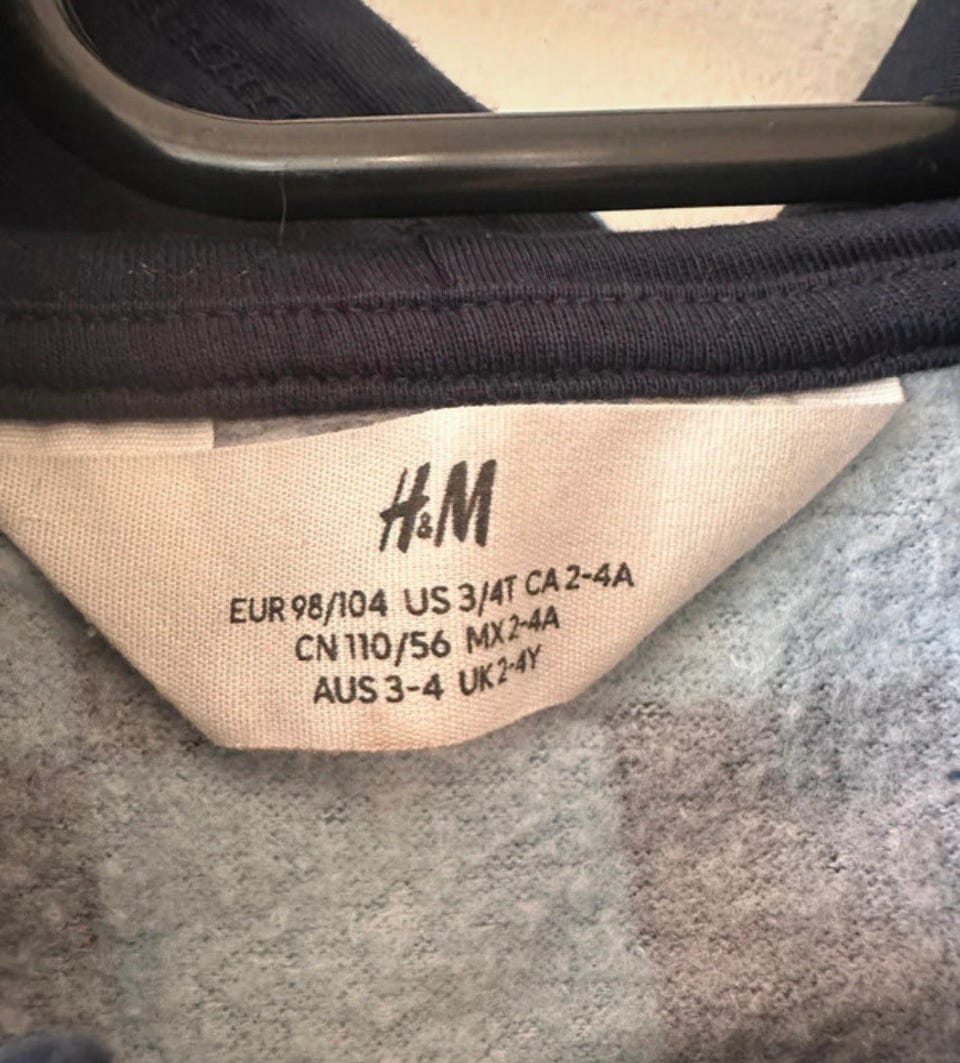 H&M
EUR 98/104 US 3/4T CA 2-4A
CN 110/56 MX 2-4A
AUS 3-4 UK 2-4Y